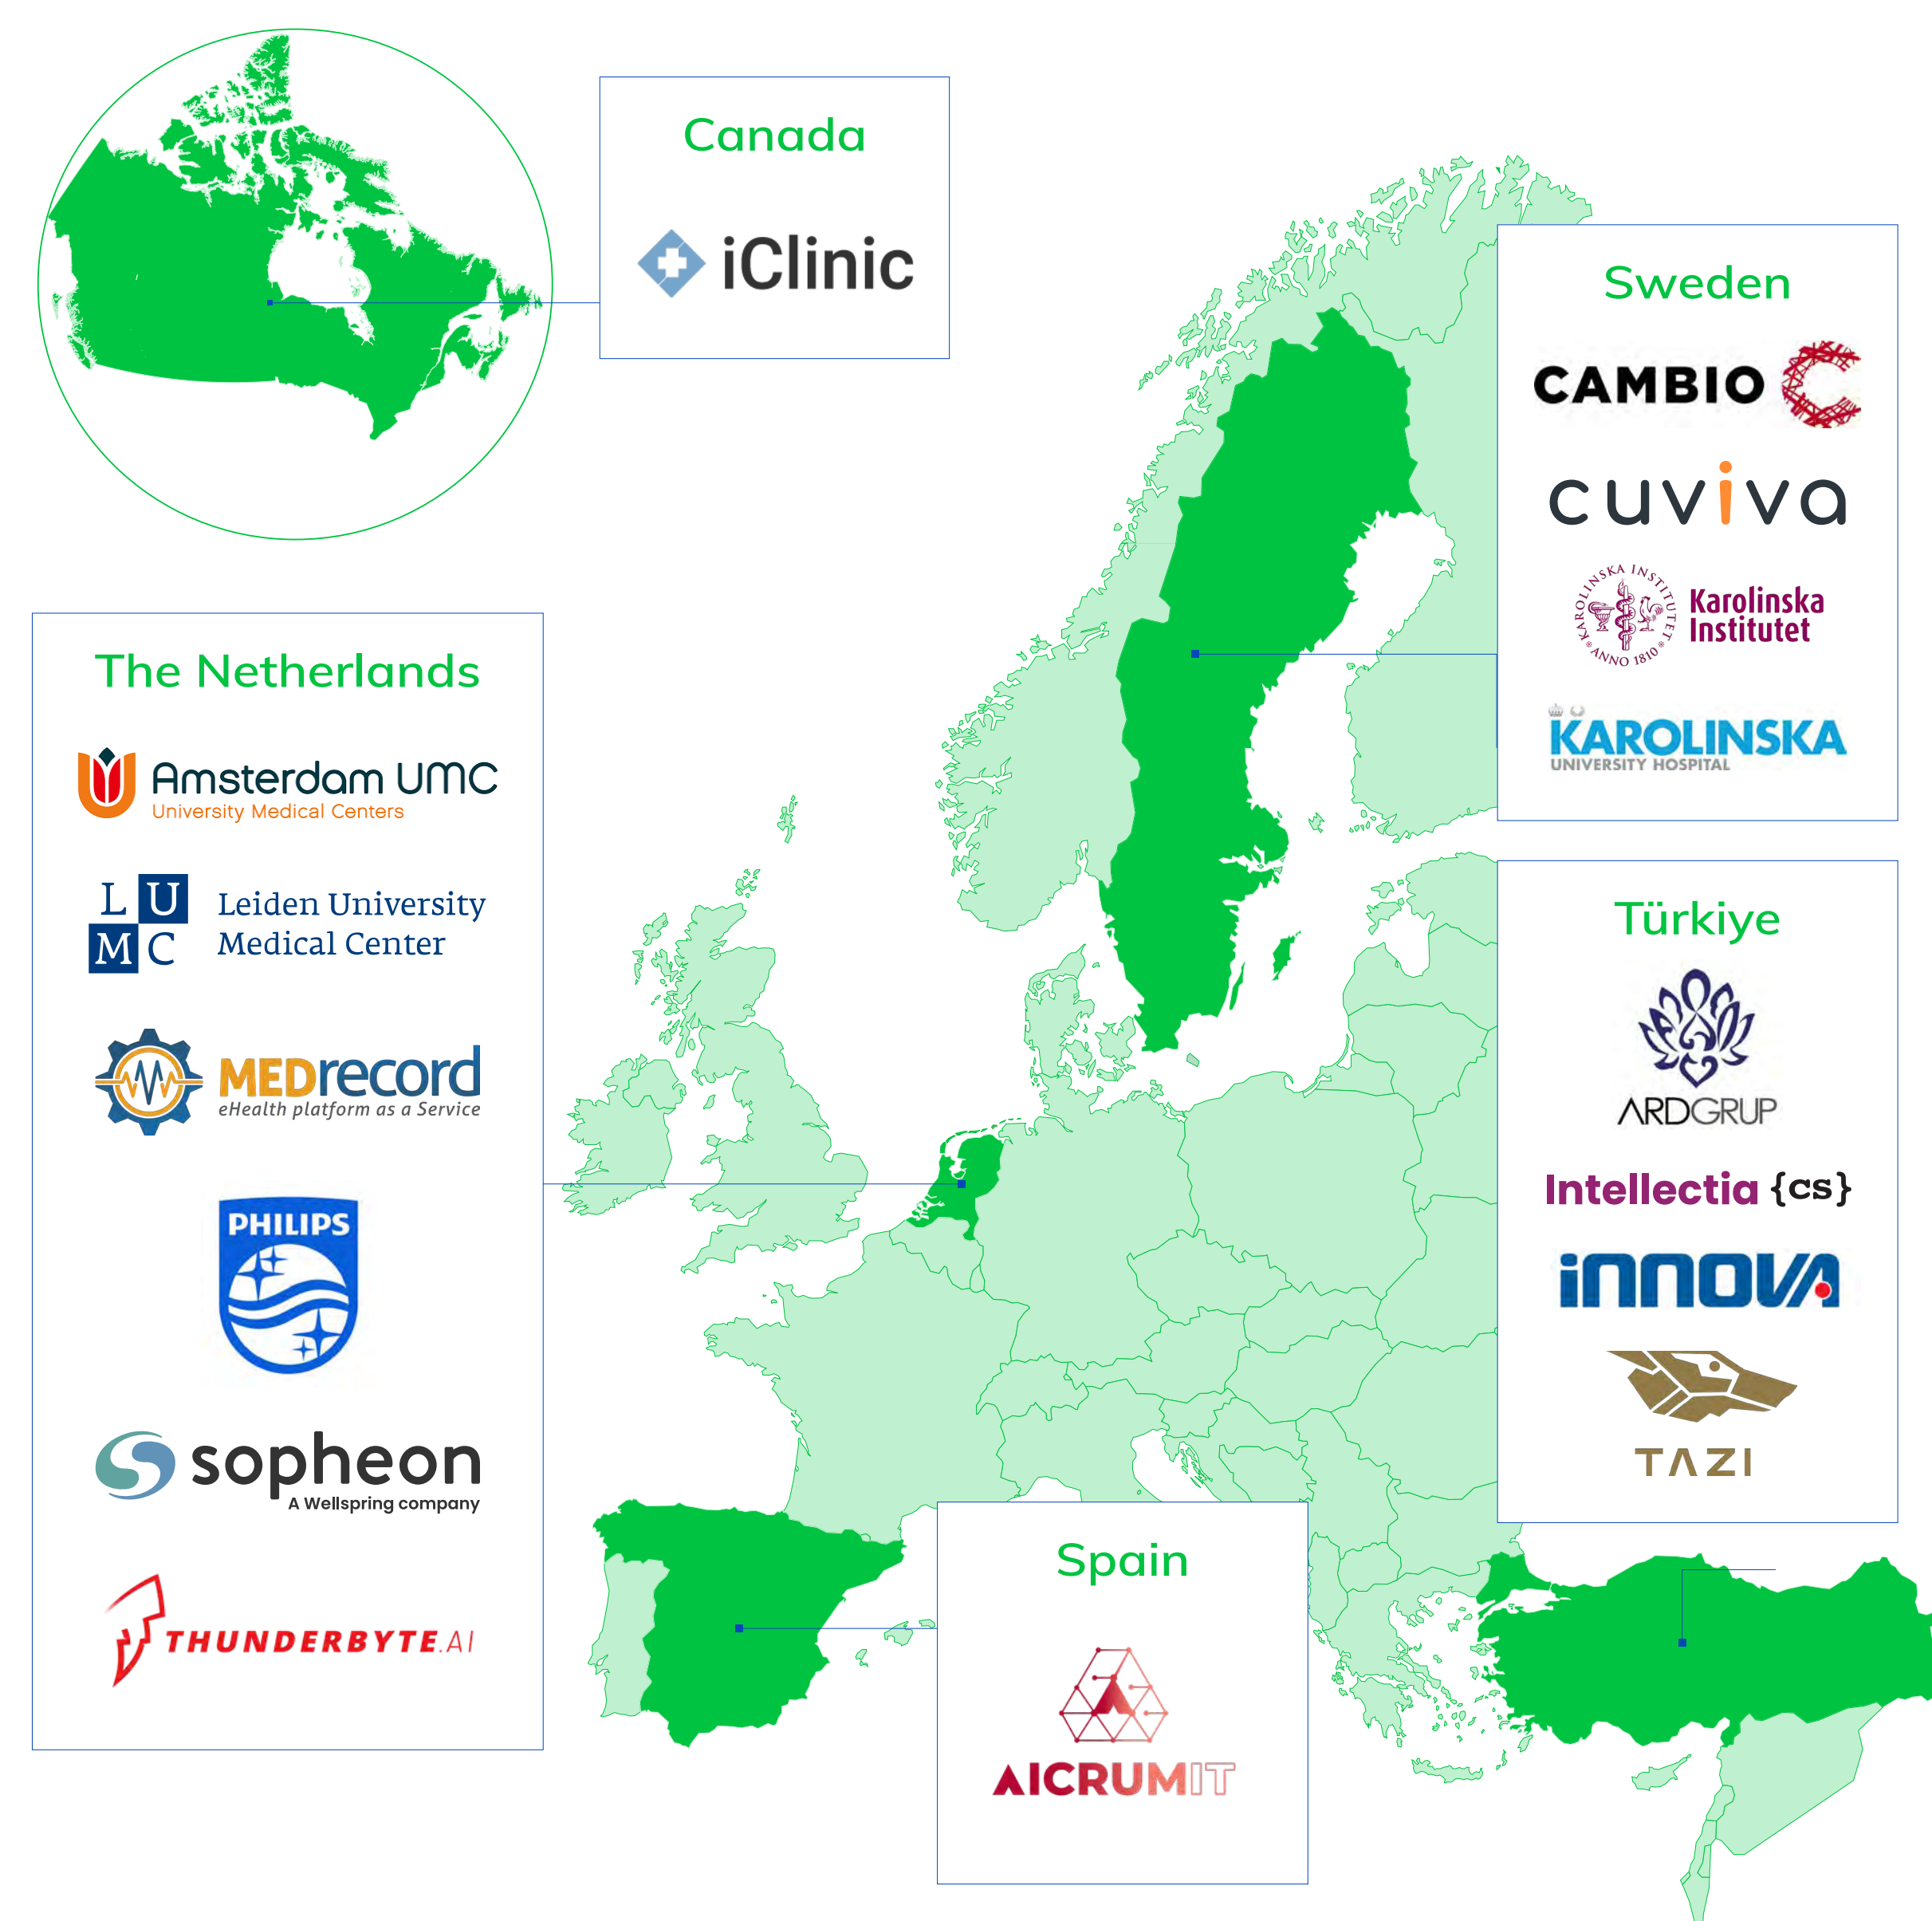 Canada
iClinic
Sweden
CAMBIO
cuviva
KAROLINSKA INSTITUTET
ANNO 1810
Karolinska
Institutet
KAROLINSKA
UNIVERSITY HOSPITAL
The Netherlands
Amsterdam UMC
University Medical Centers
L U
M C
Leiden University
Medical Center
MEDrecord
eHealth platform as a Service
PHILIPS
sopheon
A Wellspring company
THUNDERBYTE.AI
Türkiye
ARDGRUP
Intellectia {cs}
innova
TAZI
Spain
AICRUMIT